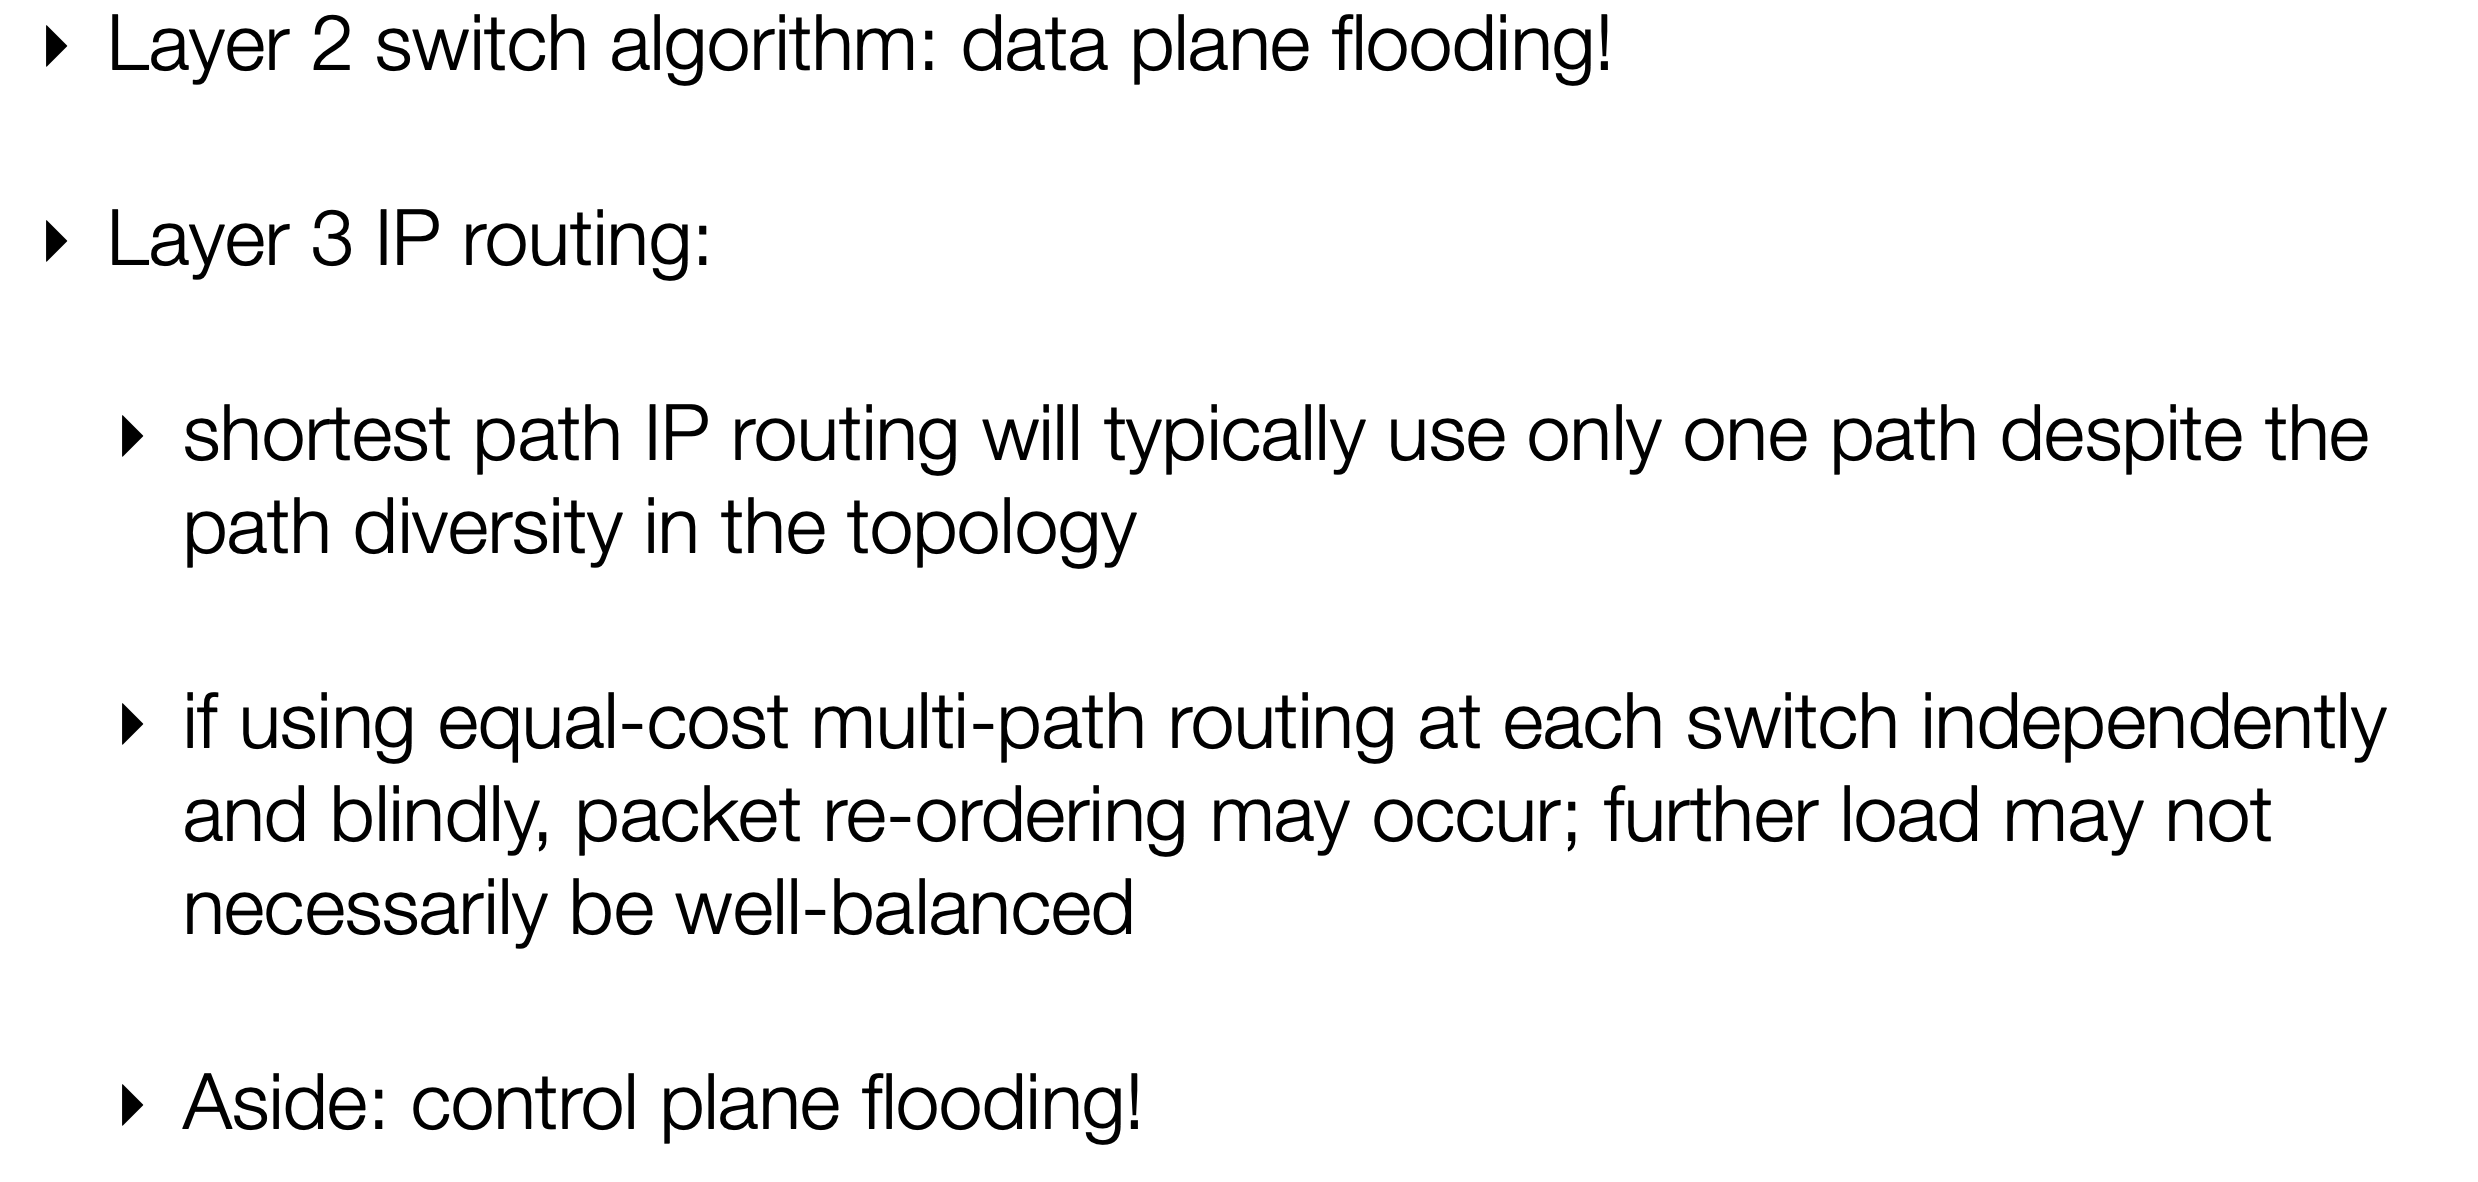 Layer 2 switch algorithm: data plane flooding!
Layer 3 IP routing:
shortest path IP routing will typically use only one path despite the
path diversity in the topology
if using equal-cost multi-path routing at each switch independently
and blindly, packet re-ordering may occur; further load may not
necessarily be well-balanced
Aside: control plane flooding!